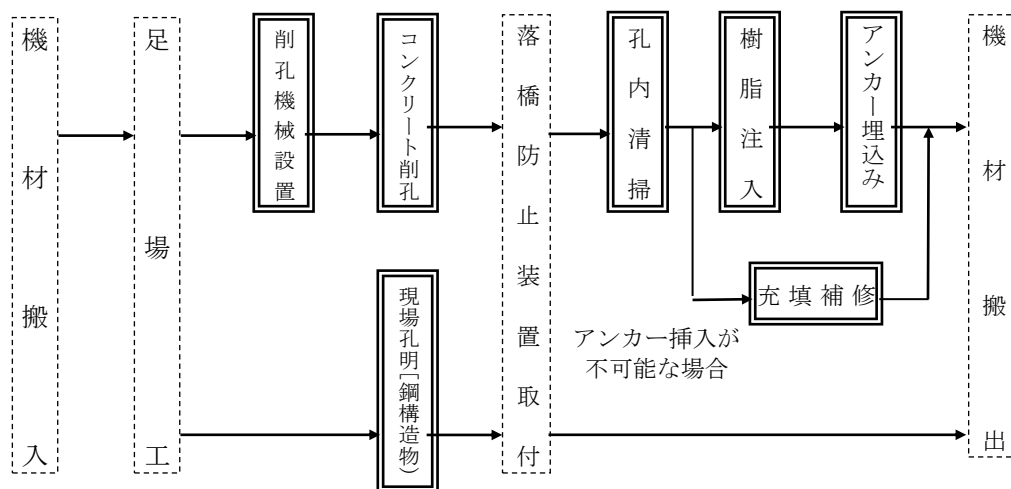 機材搬入
足場工
削孔機械設置
コンクリート削孔
現場孔明[鋼構造物)
落橋防止装置取付
孔内清掃
樹脂注入
アンカー埋込み
充填補修
アンカー挿入が
不可能な場合
機材搬出